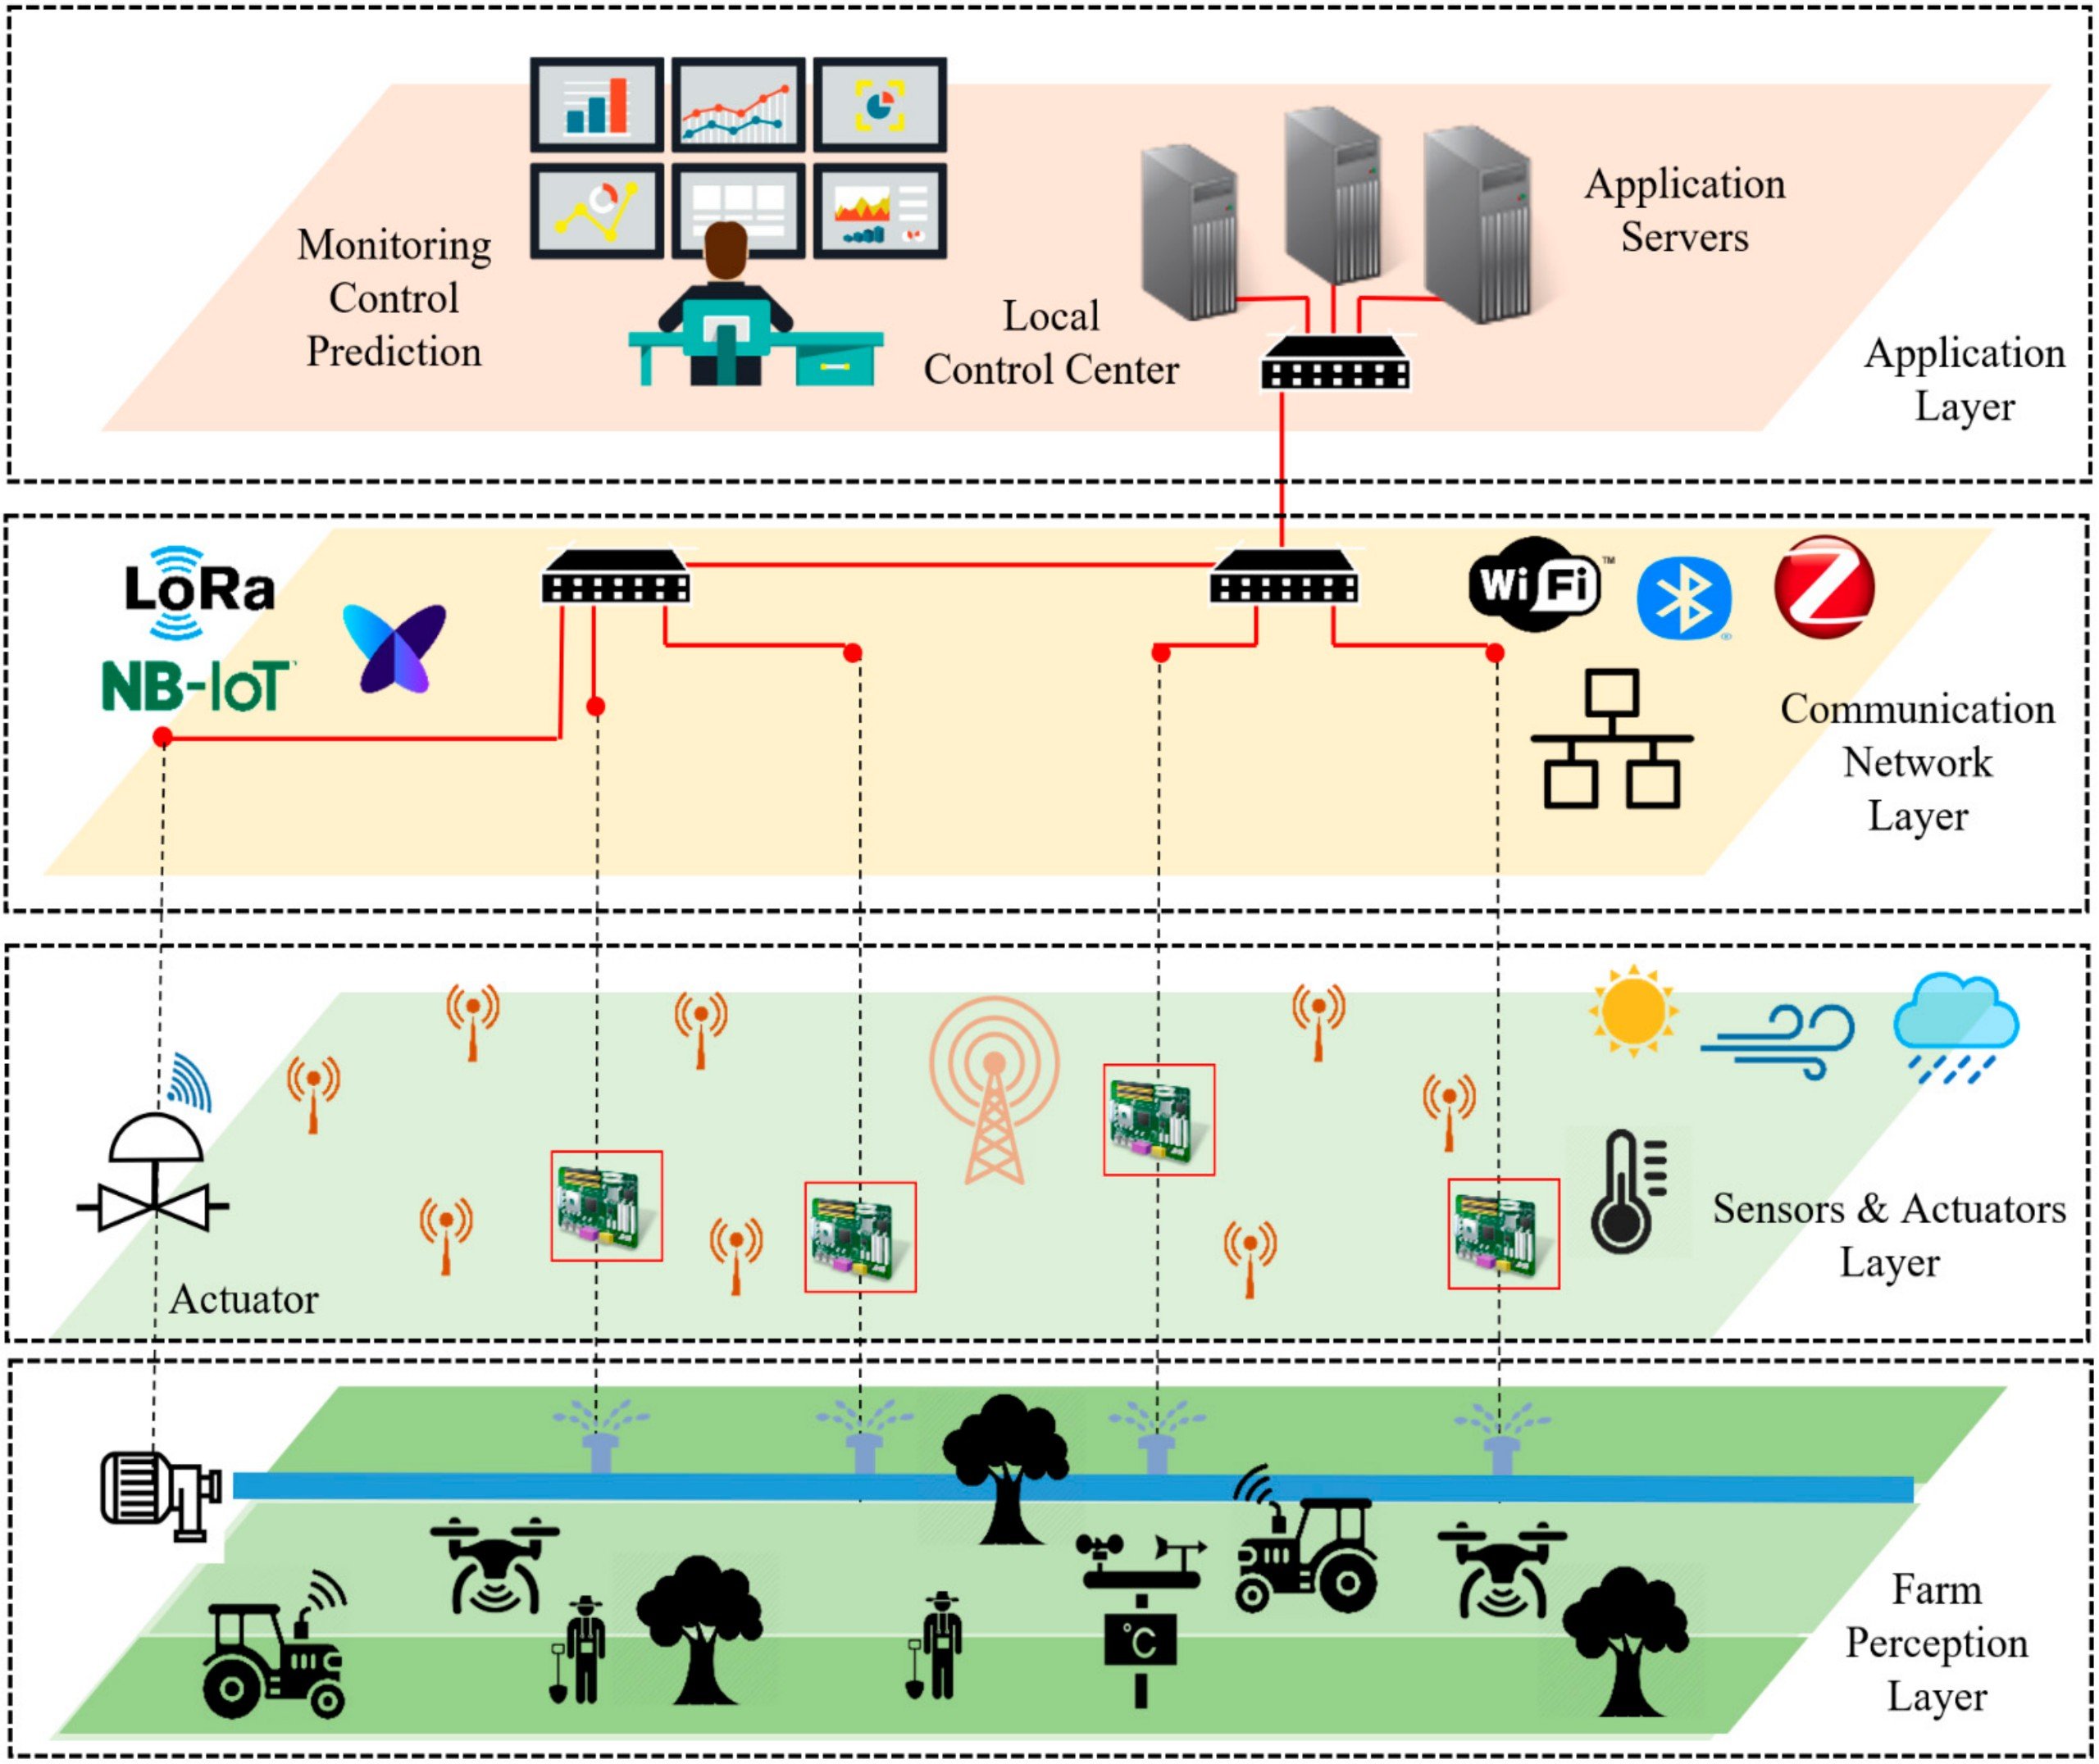 Monitoring
Control
Prediction
Local
Control Center
Application
Servers
Application
Layer
LoRa
NB-IoT
WiFi™
Communication
Network
Layer
Actuator
Sensors & Actuators
Layer
°C
Farm
Perception
Layer